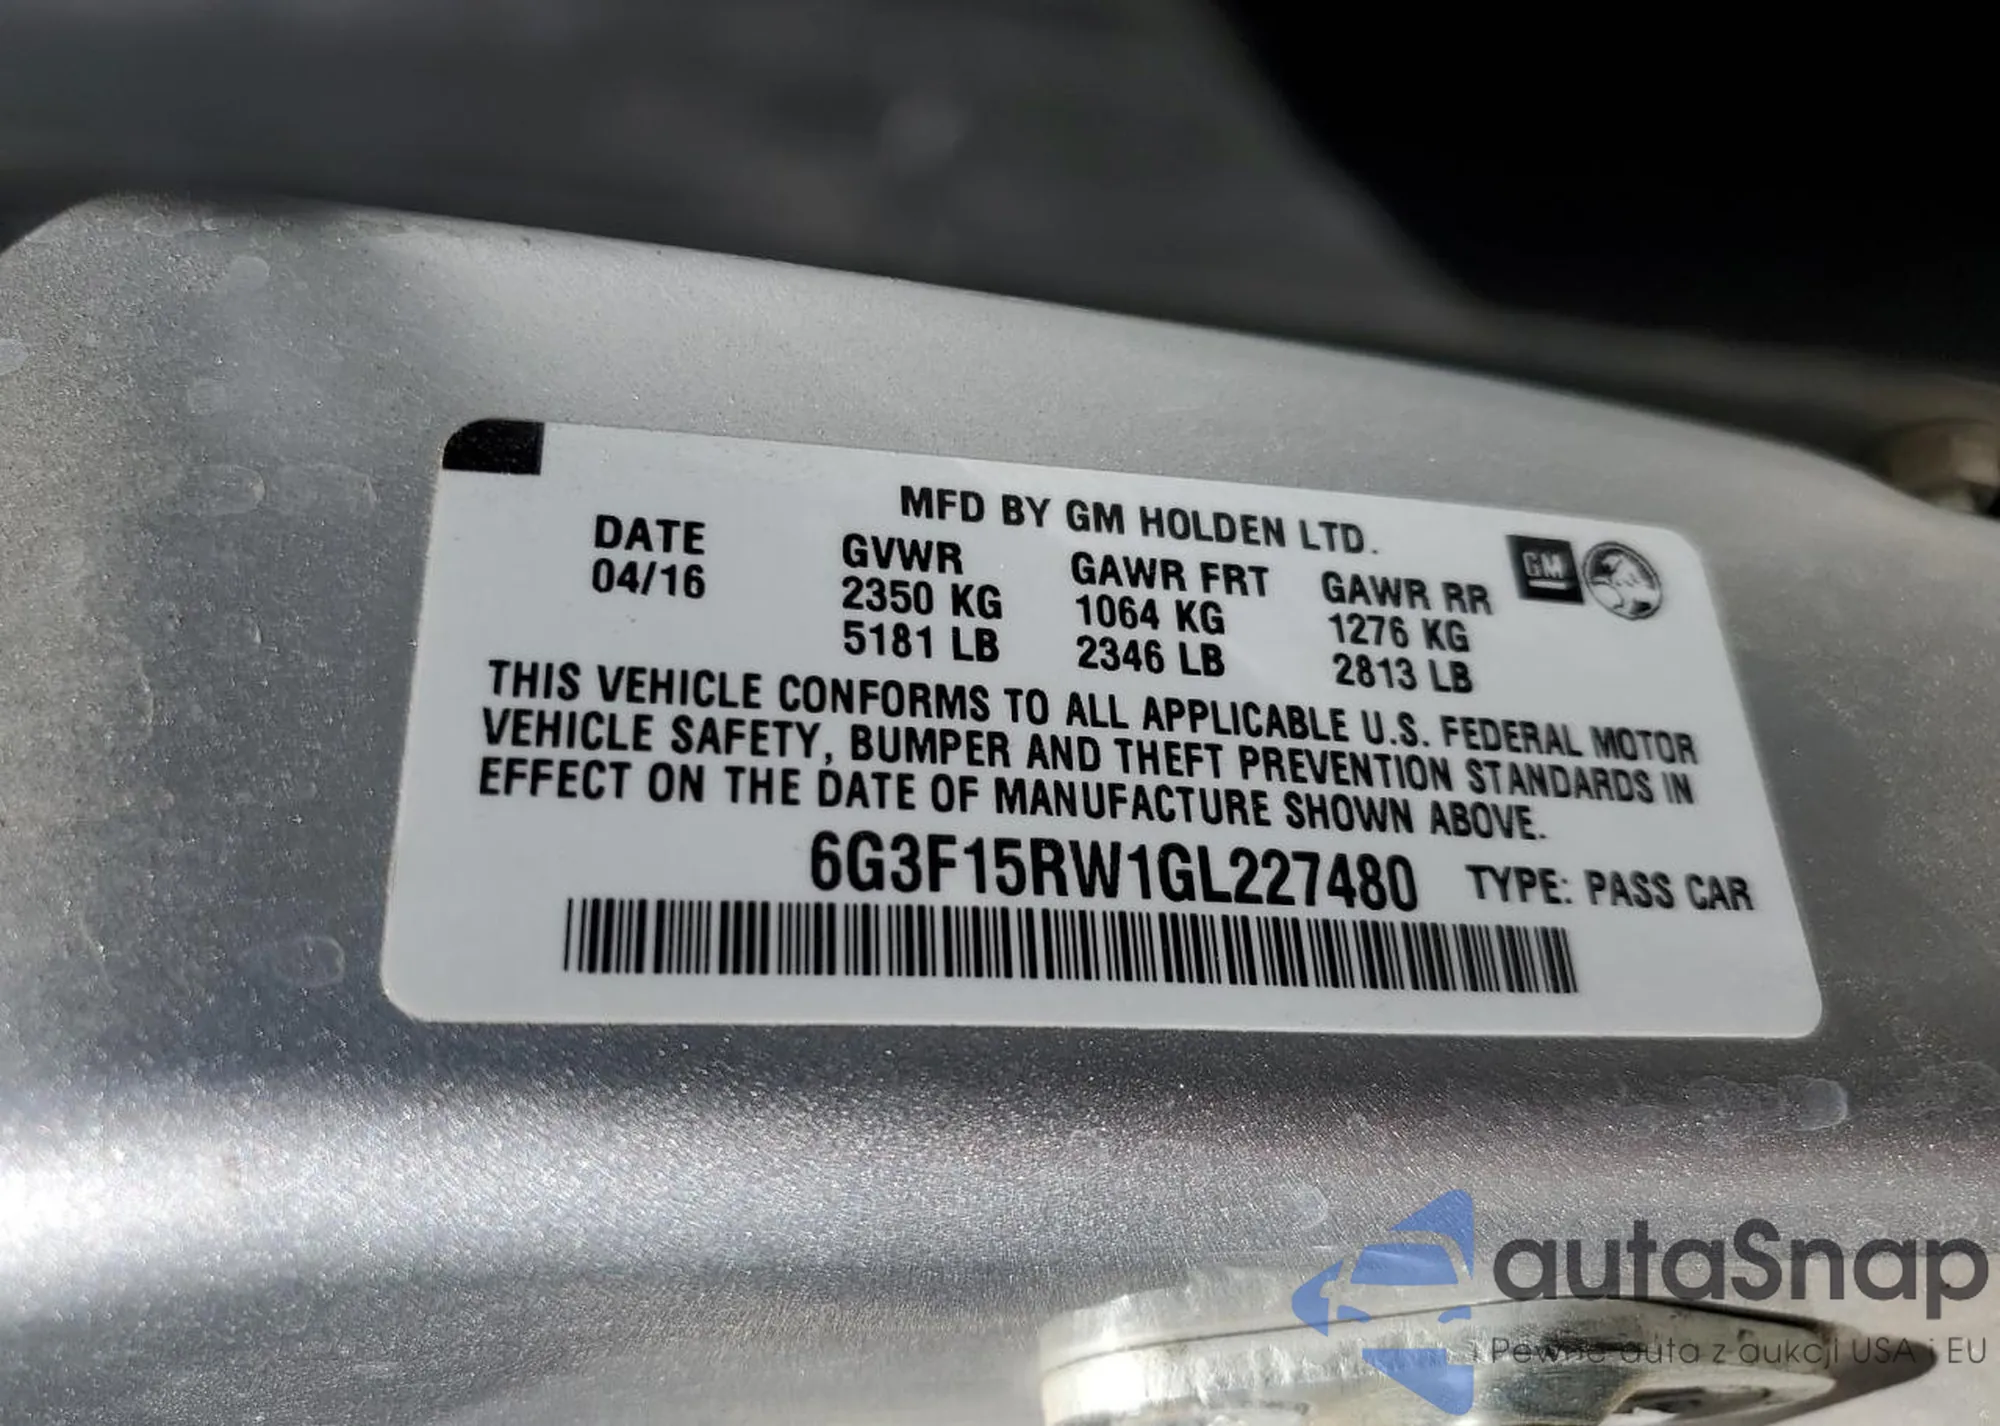 MFD BY GM HOLDEN LTD.
DATE GVWR GAWR FRT GAWR RR
04/16 2350 KG 1064 KG 1276 KG
5181 LB 2346 LB 2813 LB
GM
THIS VEHICLE CONFORMS TO ALL APPLICABLE U.S. FEDERAL MOTOR
VEHICLE SAFETY, BUMPER AND THEFT PREVENTION STANDARDS IN
EFFECT ON THE DATE OF MANUFACTURE SHOWN ABOVE.
6G3F15RW1GL227480 TYPE: PASS CAR
autaSnap
Pewne auta z aukcji USA i EU